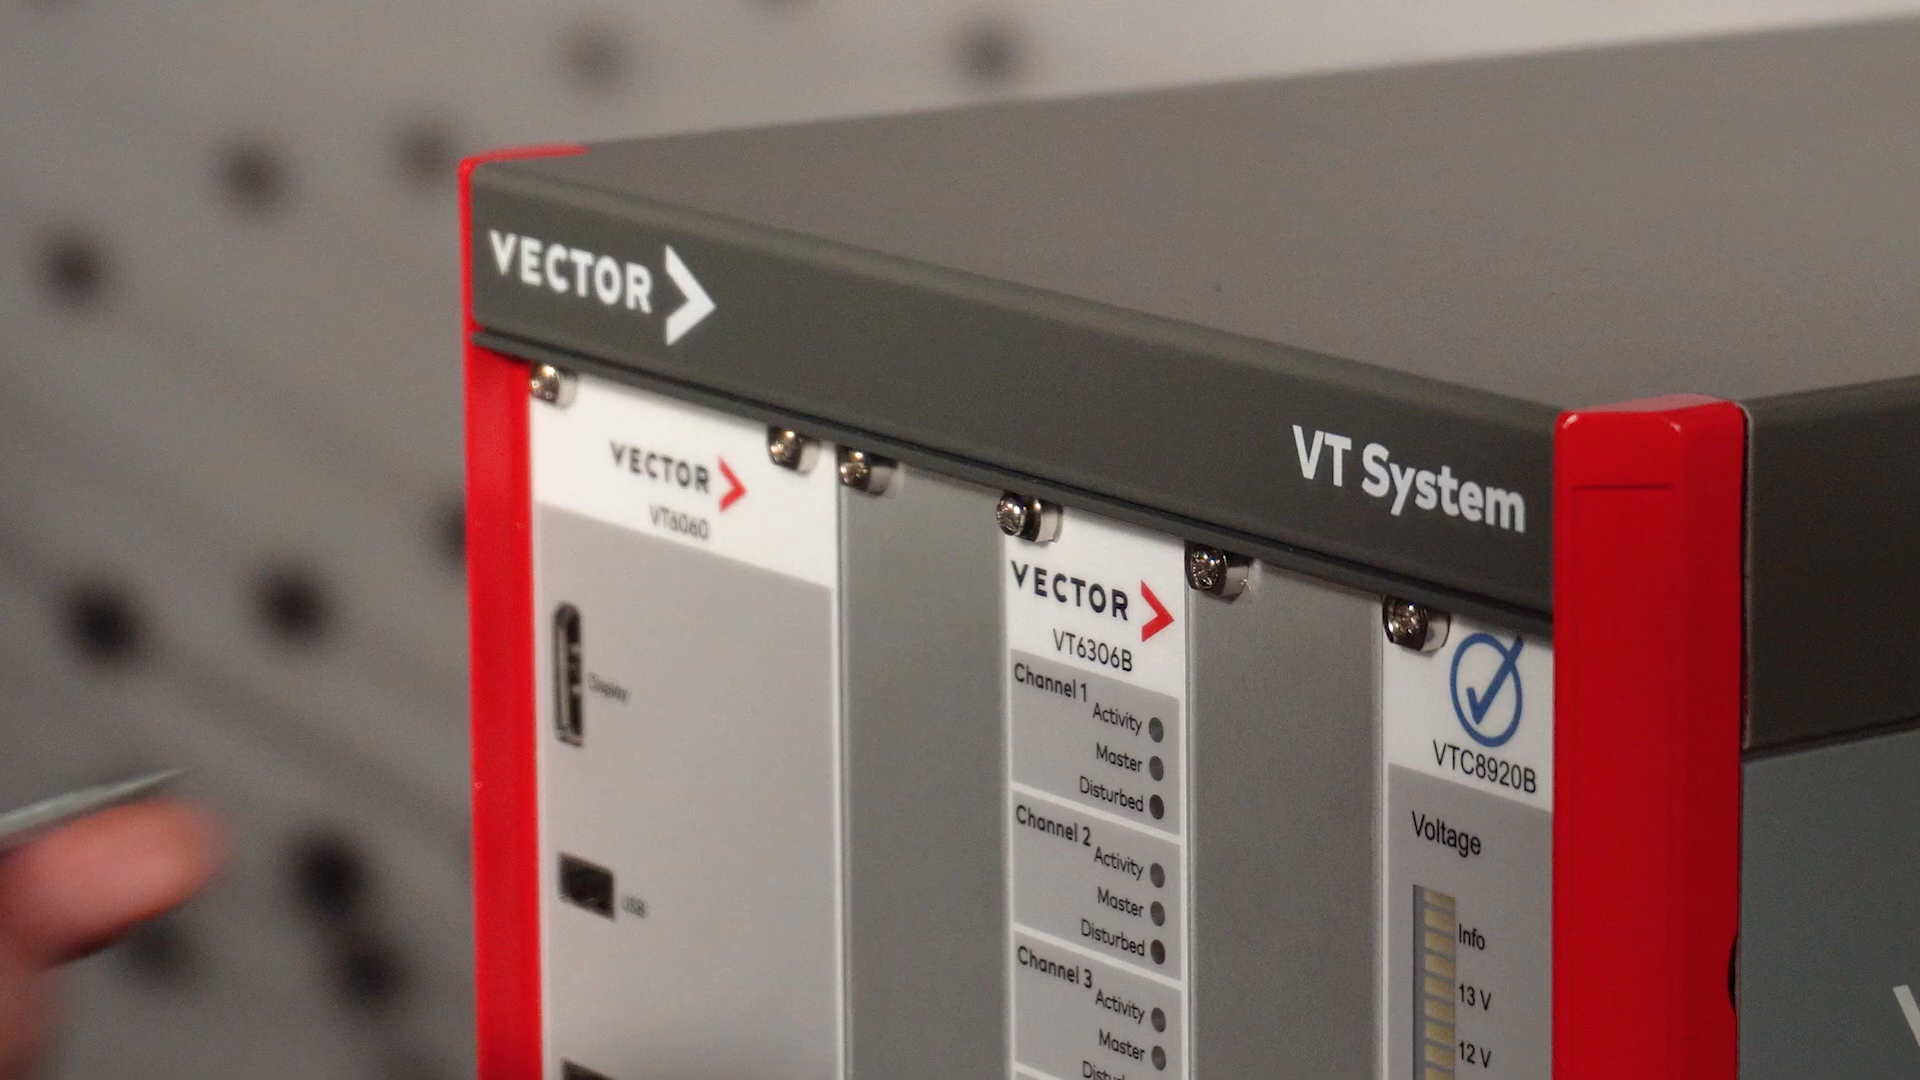 VECTOR
VT System
VECTOR
VT6060
Display
USB
VECTOR
VT6306B
Channel 1
Activity
Master
Disturbed
Channel 2
Activity
Master
Disturbed
Channel 3
Activity
Master
VTC8920B
Voltage
Info
13 V
12 V